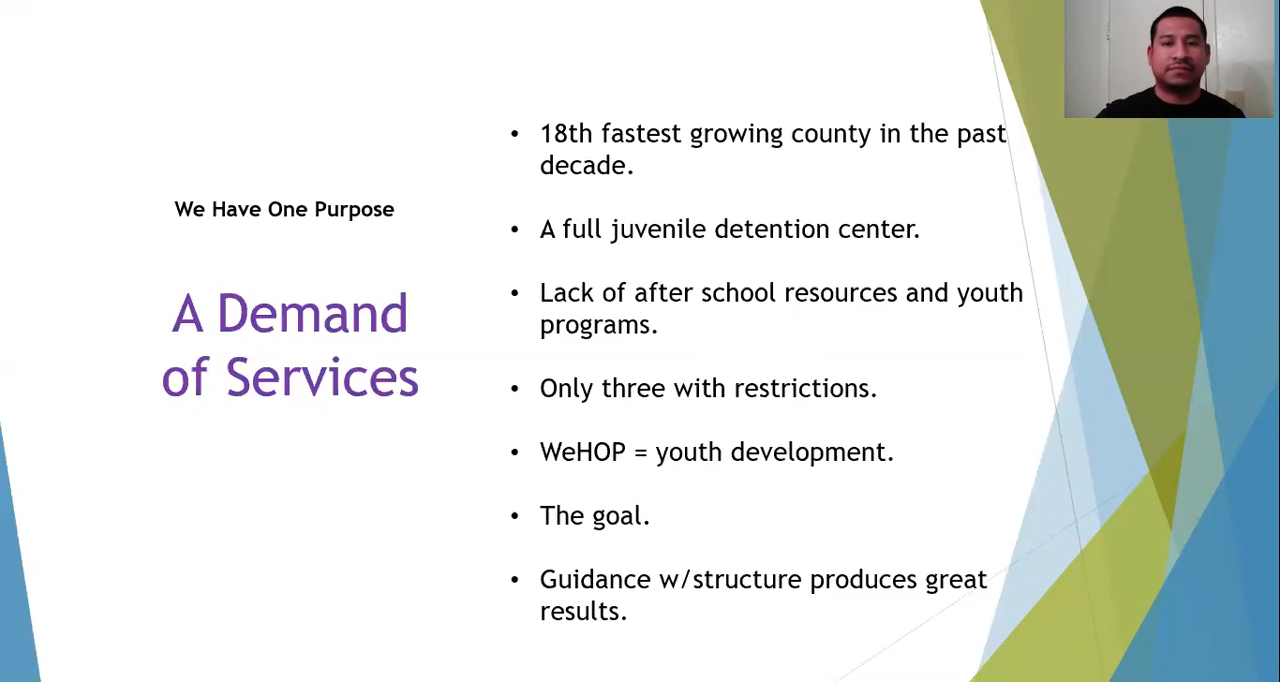 We Have One Purpose
A Demand
of Services
• 18th fastest growing county in the past
decade.
• A full juvenile detention center.
• Lack of after school resources and youth
programs.
• Only three with restrictions.
• WeHOP = youth development.
• The goal.
• Guidance w/structure produces great
results.